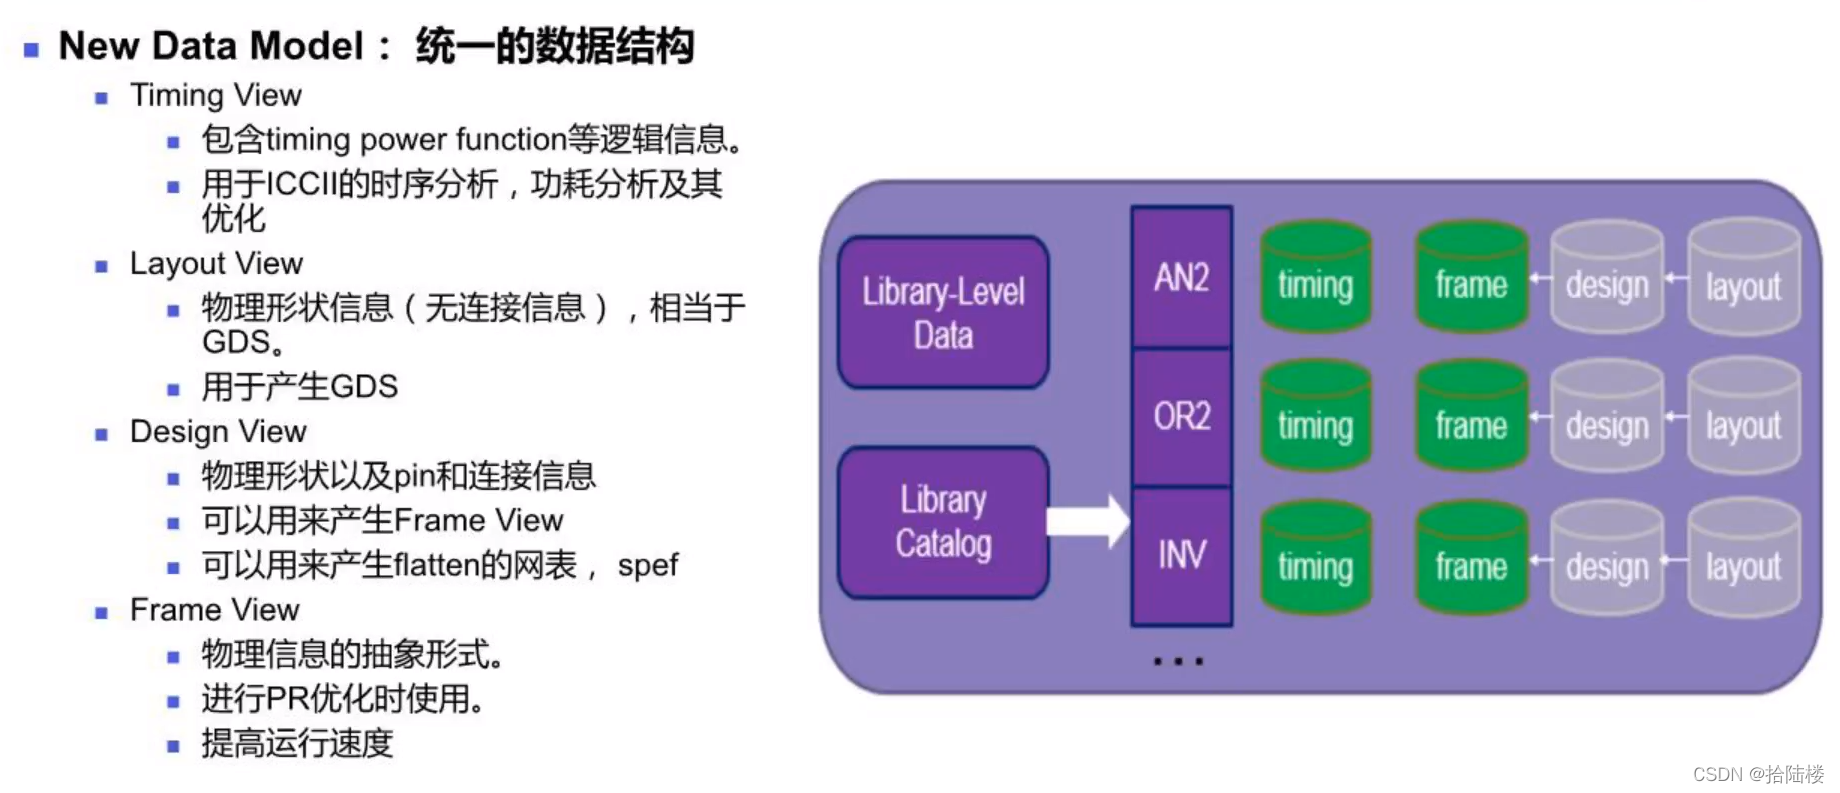 New Data Model： 统一的数据结构
Timing View
包含timing power function等逻辑信息。
用于ICCII的时序分析，功耗分析及其
优化
Layout View
物理形状信息（无连接信息），相当于
GDS。
用于产生GDS
Design View
物理形状以及pin和连接信息
可以用来产生Frame View
可以用来产生flatten的网表， spef
Frame View
物理信息的抽象形式。
进行PR优化时使用。
提高运行速度
Library-Level
Data
Library
Catalog
AN2
timing
frame
design
layout
OR2
timing
frame
design
layout
INV
timing
frame
design
layout
...
CSDN @拾陆楼